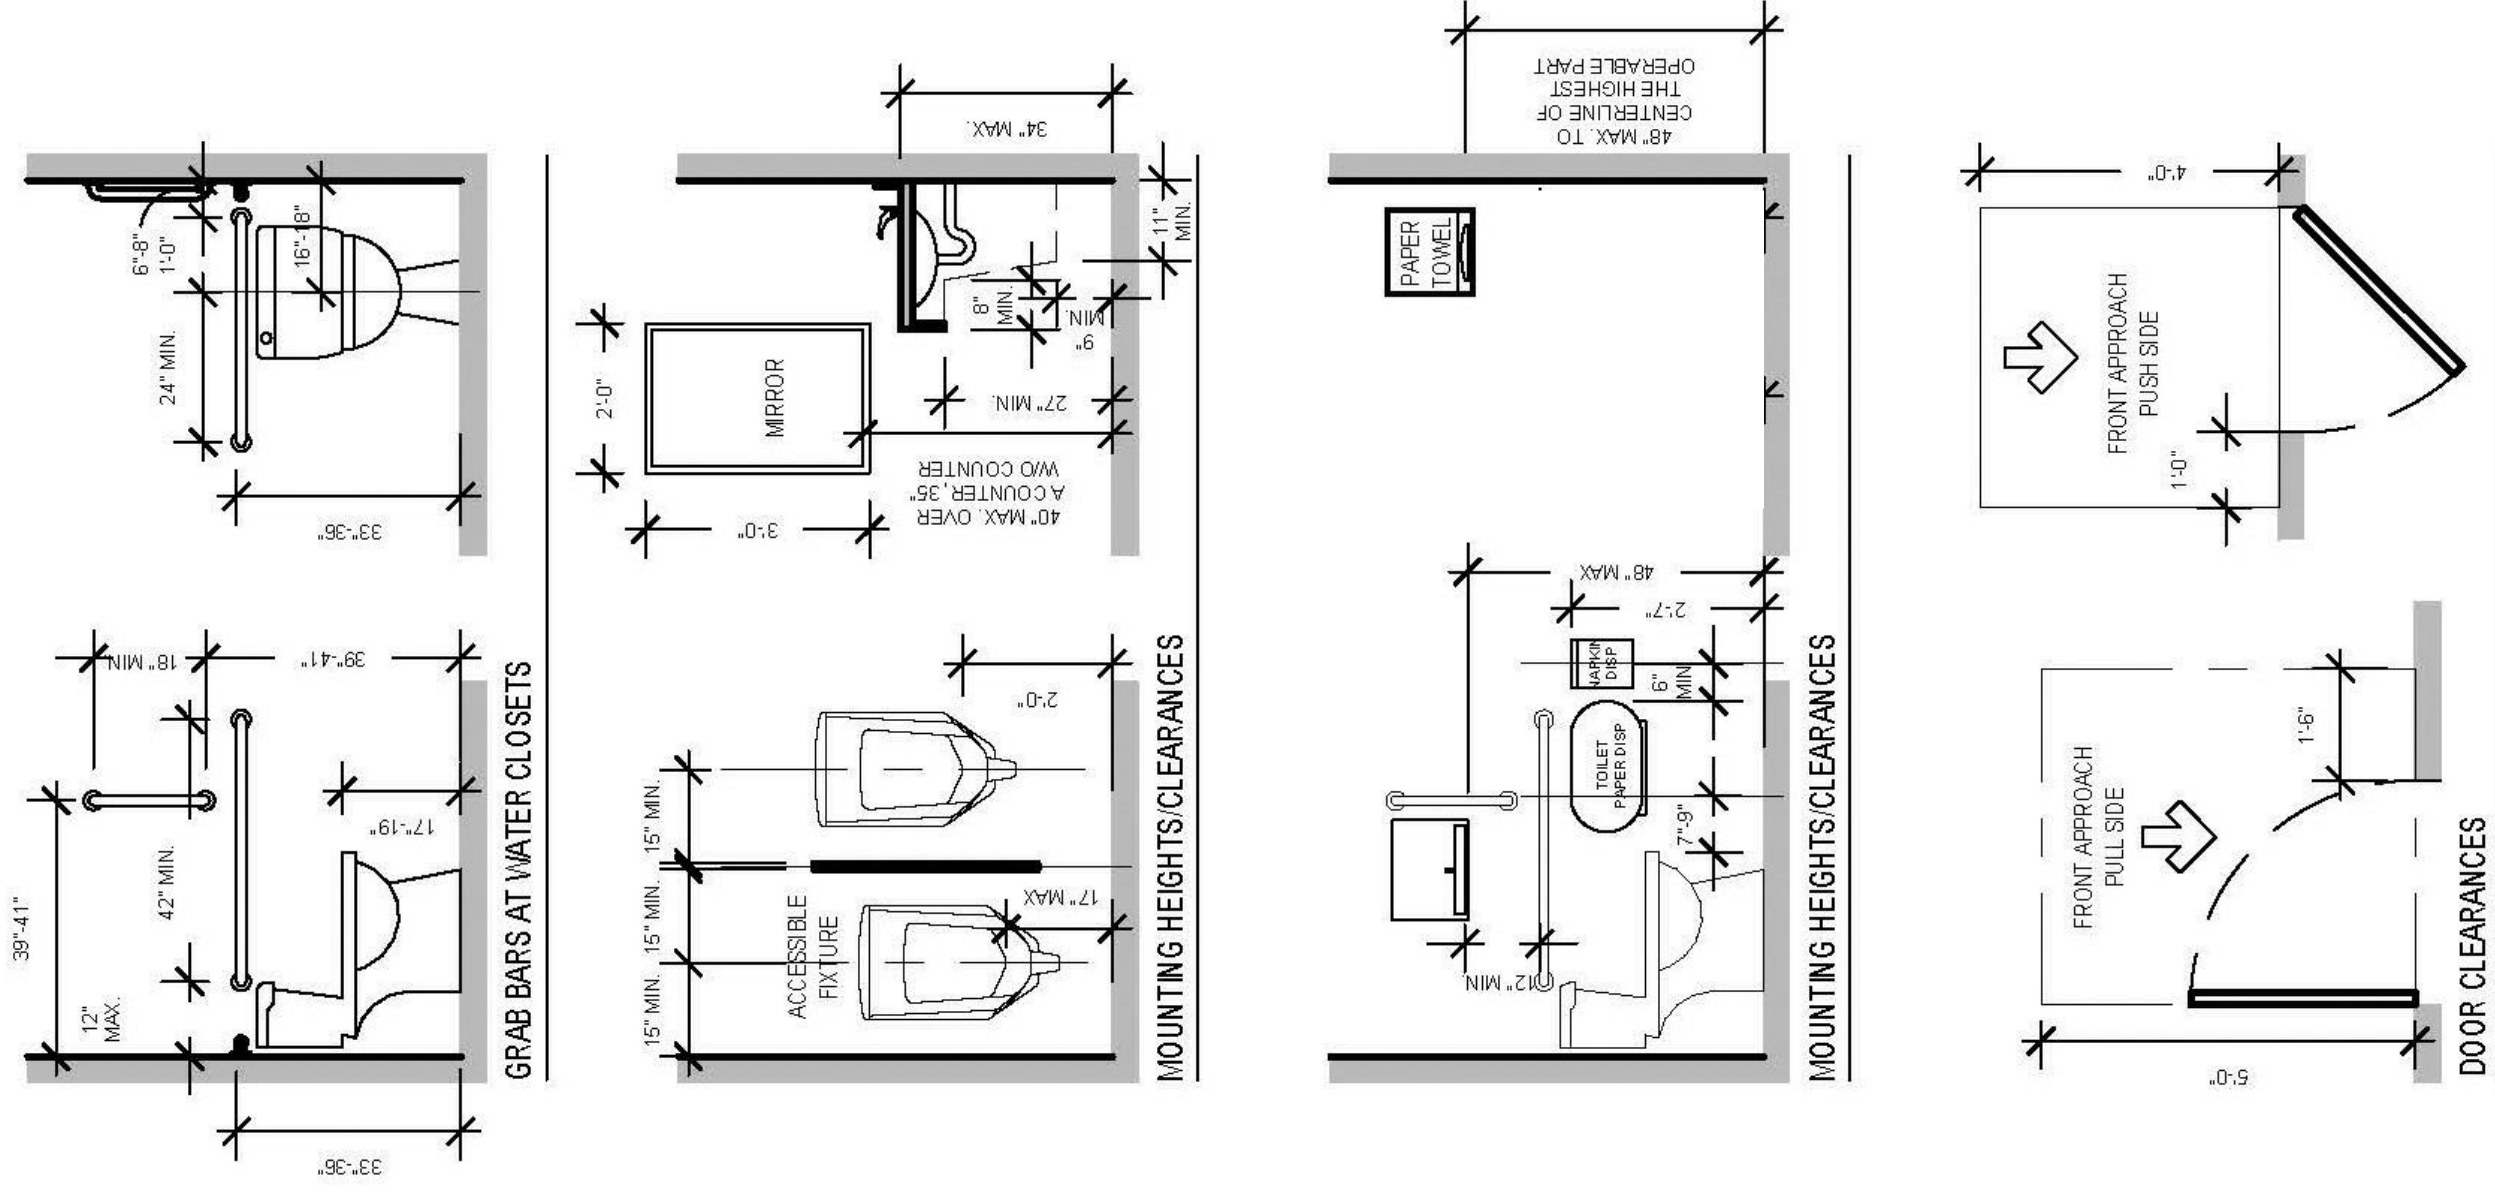 39"-41"
12"
MAX.
42" MIN.
18" MIN.
39"-41"
17"-19"
33"-36"
6"-8"
1'-0"
24" MIN.
16"-18"
33"-36"
GRAB BARS AT WATER CLOSETS
15" MIN.
15" MIN.
15" MIN.
ACCESSIBLE
FIXTURE
17" MAX
2'-0"
2'-0"
3'-0"
MIRROR
40" MAX. OVER
A COUNTER, 35"
W/O COUNTER
27" MIN.
8"
MIN.
9"
MIN.
11"
MIN.
34" MAX.
MOUNTING HEIGHTS/CLEARANCES
12" MIN.
TOILET
PAPER DISP
NAPKIN
DISP
7"-9"
6"
MIN
2'-7"
48" MAX
PAPER
TOWEL
48" MAX. TO
CENTERLINE OF
THE HIGHEST
OPERABLE PART
MOUNTING HEIGHTS/CLEARANCES
5'-0"
FRONT APPROACH
PULL SIDE
1'-6"
FRONT APPROACH
PUSH SIDE
1'-0"
4'-0"
DOOR CLEARANCES